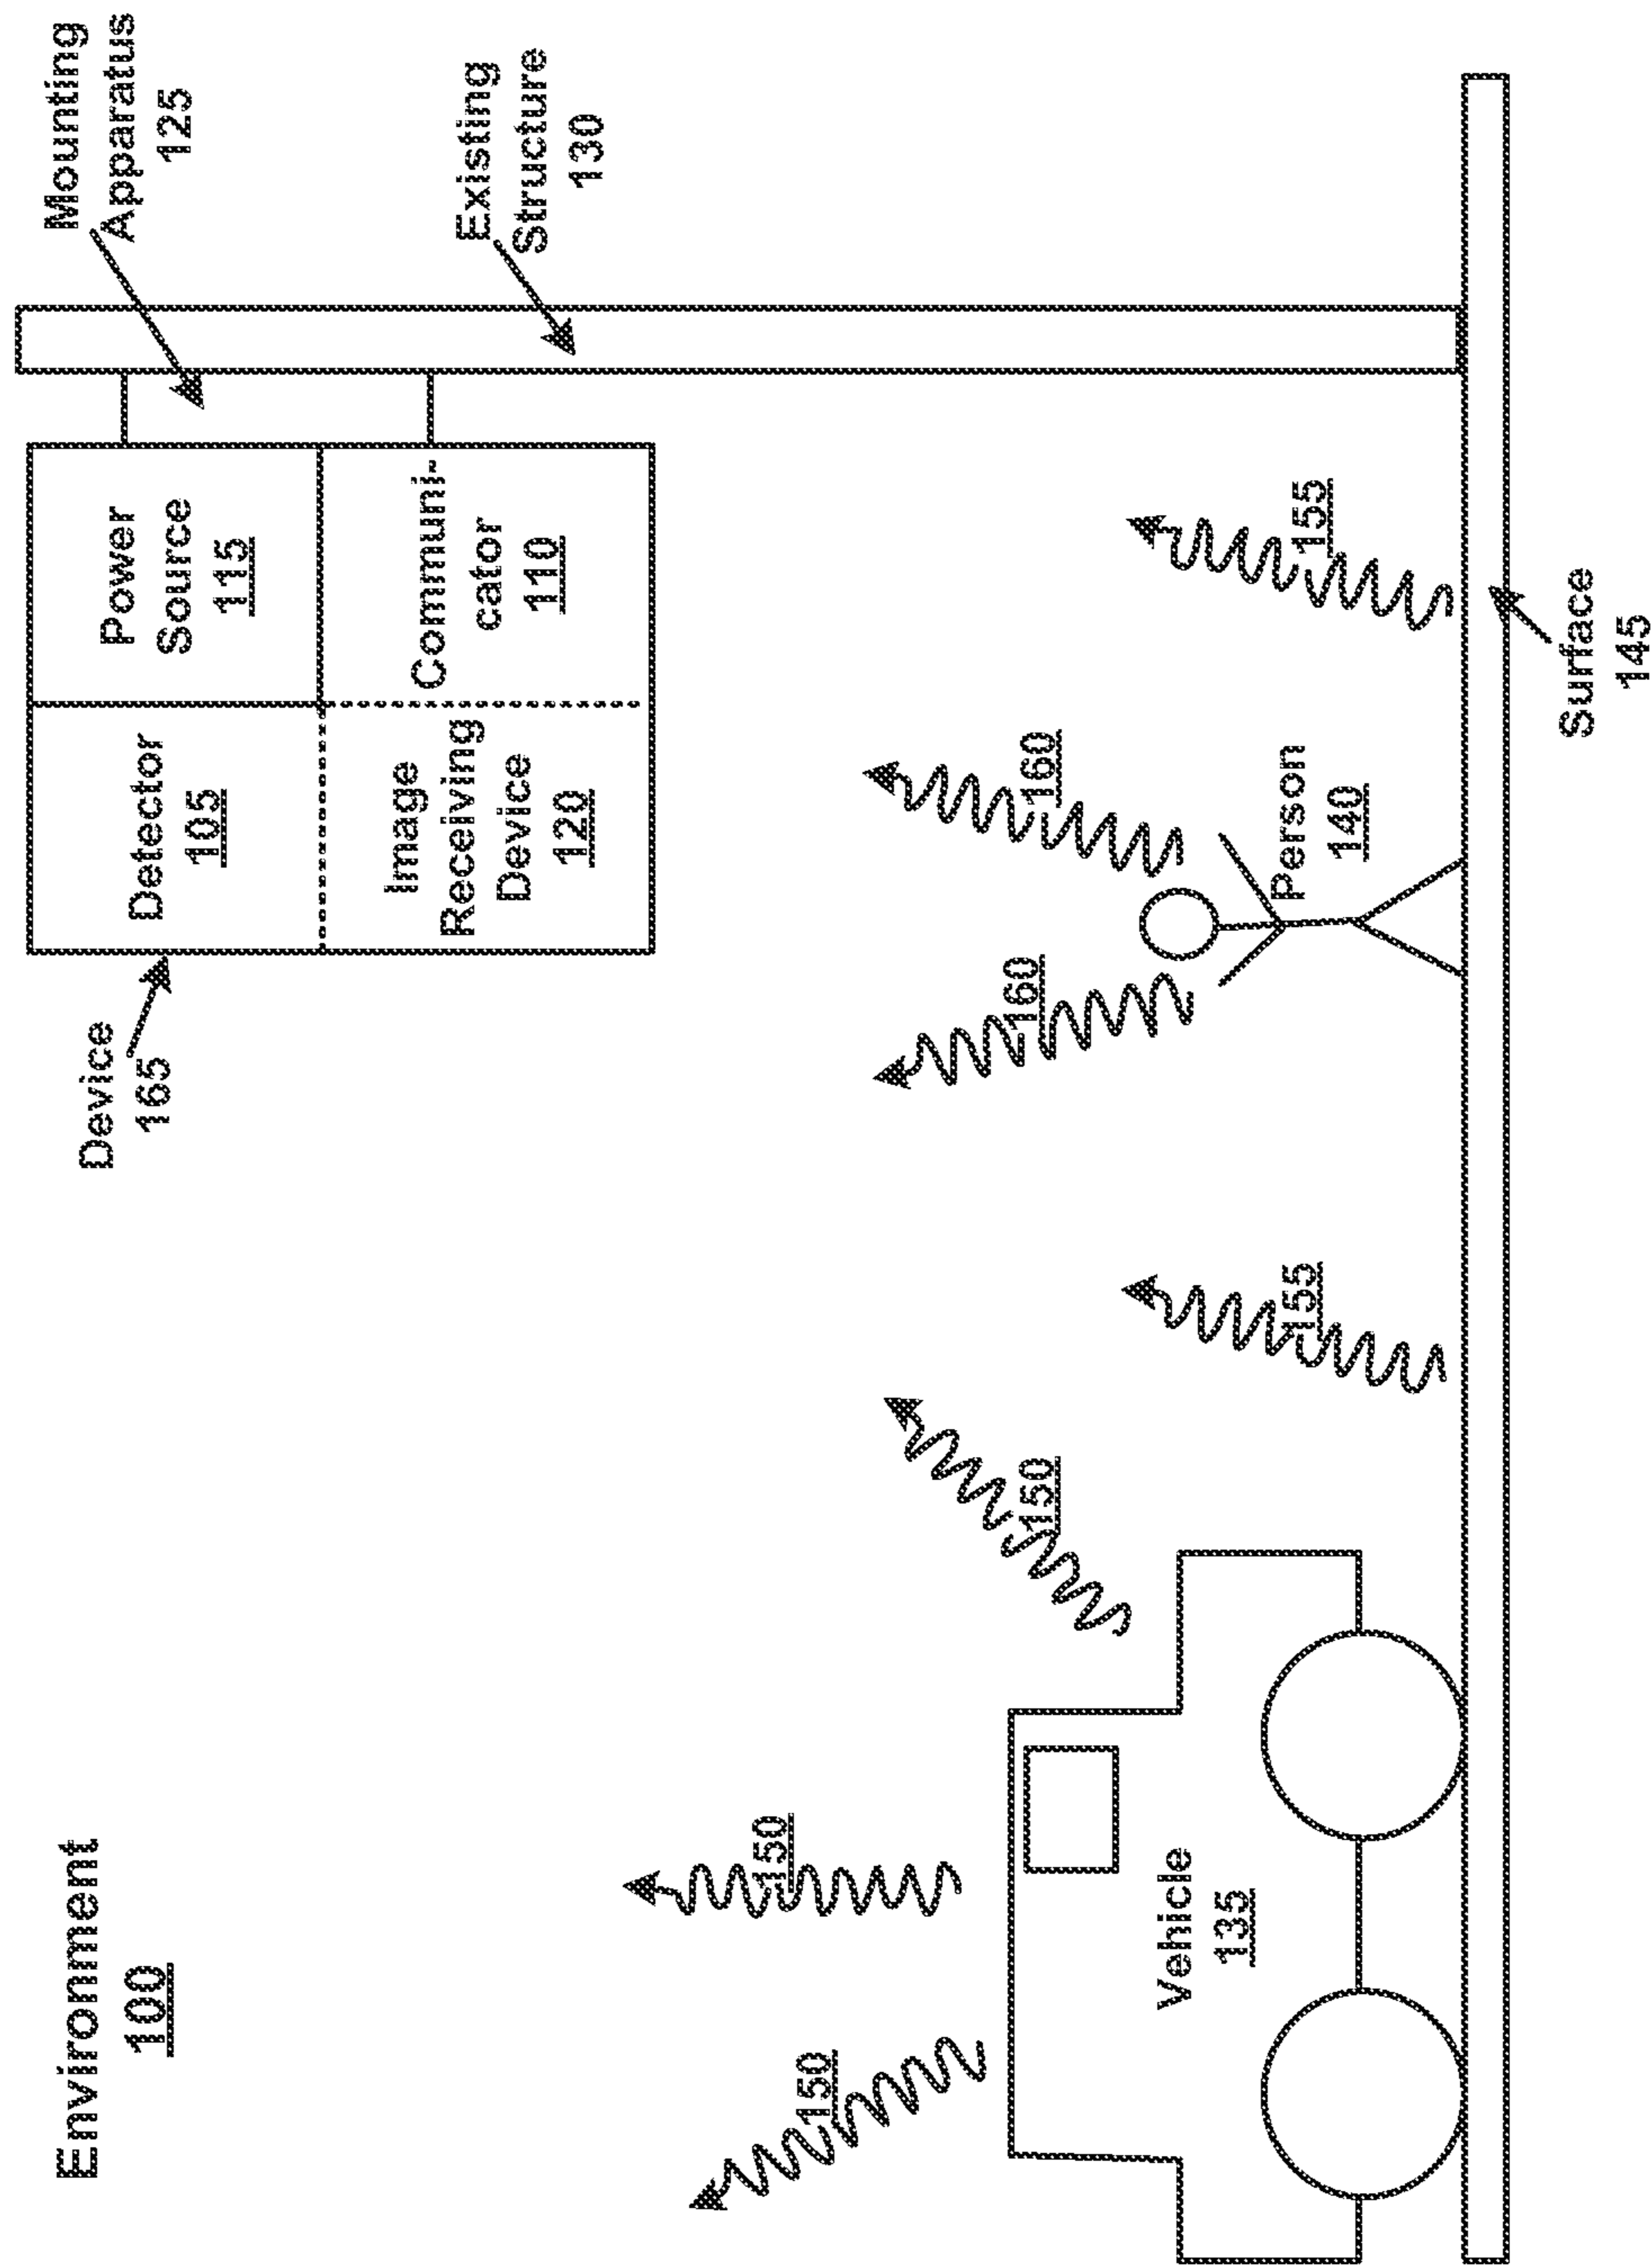 Environment
100
Device
165
Mounting
Apparatus
125
Detector
105
Power
Source
115
Image
Receiving
Device
120
Communi-
cator
110
Existing
Structure
130
150
150
150
155
160
160
155
Vehicle
135
Person
140
Surface
145